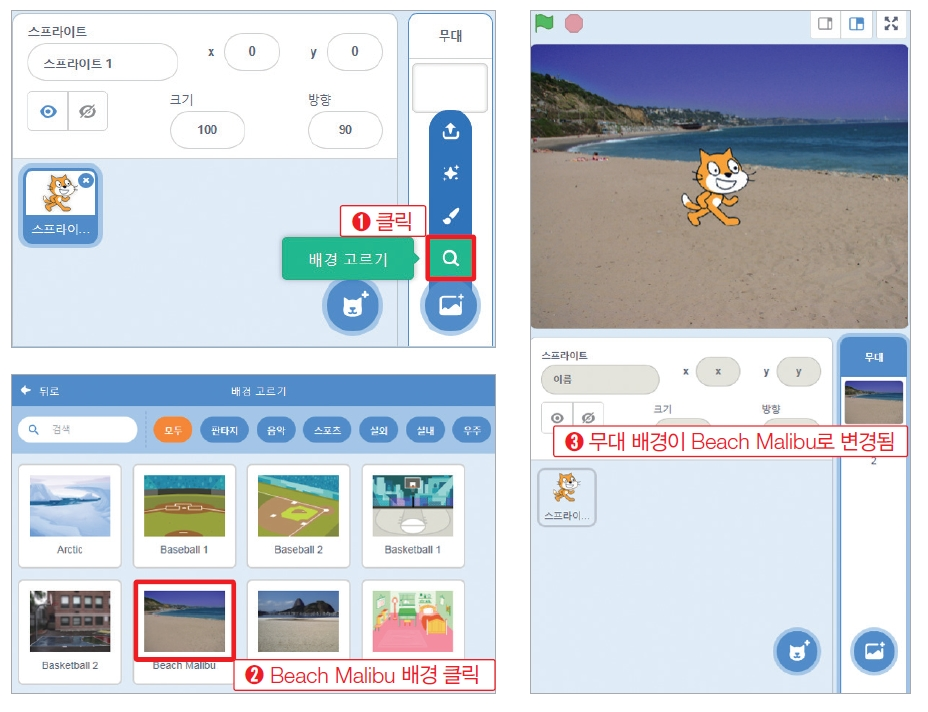 스프라이트
스프라이트 1
x
0
y
0
크기
100
방향
90
스프라이...
무대
❶ 클릭
배경 고르기
뒤로
배경 고르기
검색
모두
판타지
음악
스포츠
실외
실내
우주
Arctic
Baseball 1
Baseball 2
Basketball 1
Basketball 2
Beach Malibu
❷ Beach Malibu 배경 클릭
스프라이트
이름
x
x
y
y
크기
방향
무대
❸ 무대 배경이 Beach Malibu로 변경됨
2
스프라이...